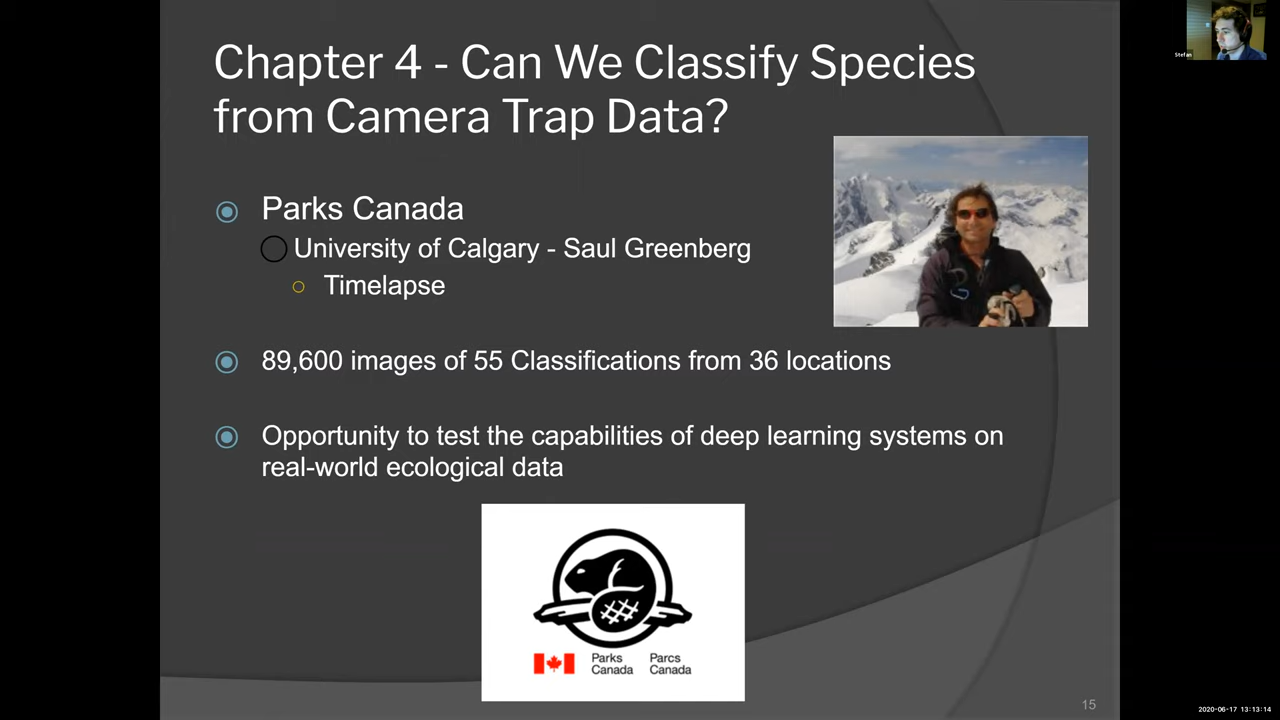 Chapter 4 - Can We Classify Species
from Camera Trap Data?
Parks Canada
University of Calgary - Saul Greenberg
Timelapse
89,600 images of 55 Classifications from 36 locations
Opportunity to test the capabilities of deep learning systems on
real-world ecological data
Parks Canada
Parcs Canada
15
Stefan
2020-06-17 13:13:14